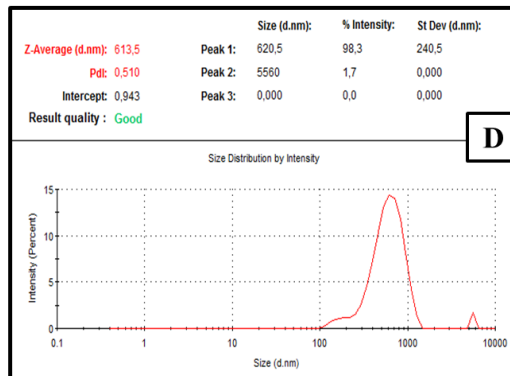 Size (d.nm): % Intensity: St Dev (d.nm):
Z-Average (d.nm): 613,5 Peak 1: 620,5 98,3 240,5
PdI: 0,510 Peak 2: 5560 1,7 0,000
Intercept: 0,943 Peak 3: 0,000 0,0 0,000
Result quality : Good
D
Size Distribution by Intensity
Intensity (Percent)
15
10
5
0
0.1 1 10 100 1000 10000
Size (d.nm)